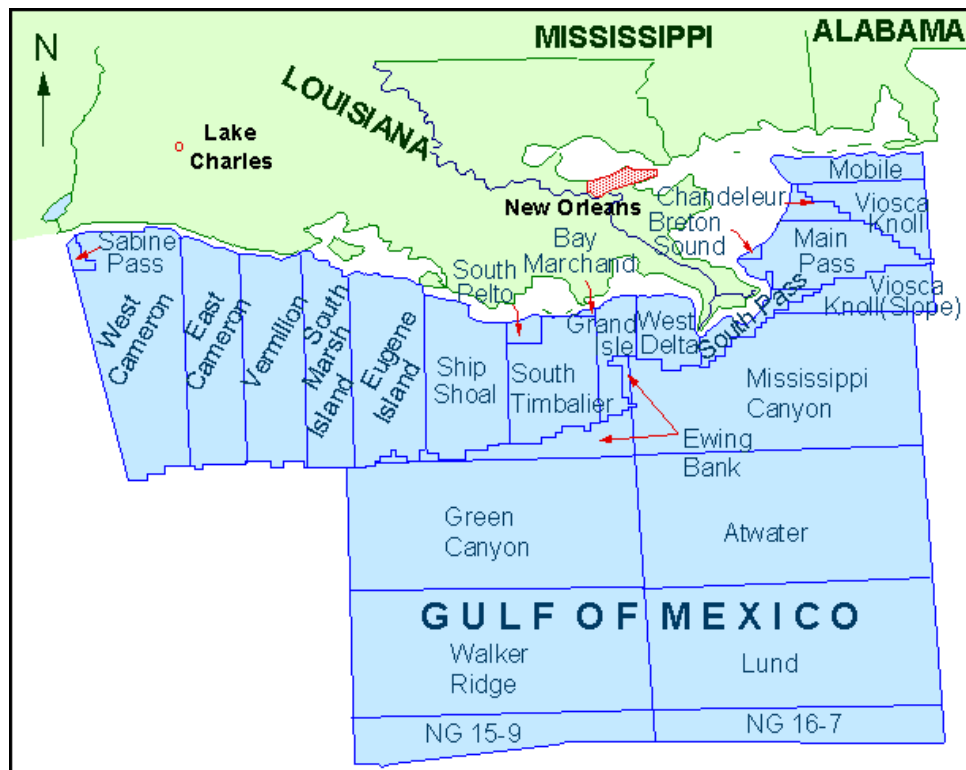 N
MISSISSIPPI
ALABAMA
LOUISIANA
Lake
Charles
New Orleans
Mobile
Chandeleur
Viosca
Knoll
Breton
Sound
Main
Pass
Viosca
Knoll(Slope)
Sabine
Pass
Bay
Marchand
South
Pelto
West
Cameron
East
Cameron
Vermillon
South
Marsh
Island
Eugene
Island
Ship
Shoal
South
Timbalier
Grand
Isle
West
Delta
South Pass
Mississippi
Canyon
Ewing
Bank
Green
Canyon
Atwater
GULF OF MEXICO
Walker
Ridge
Lund
NG 15-9
NG 16-7